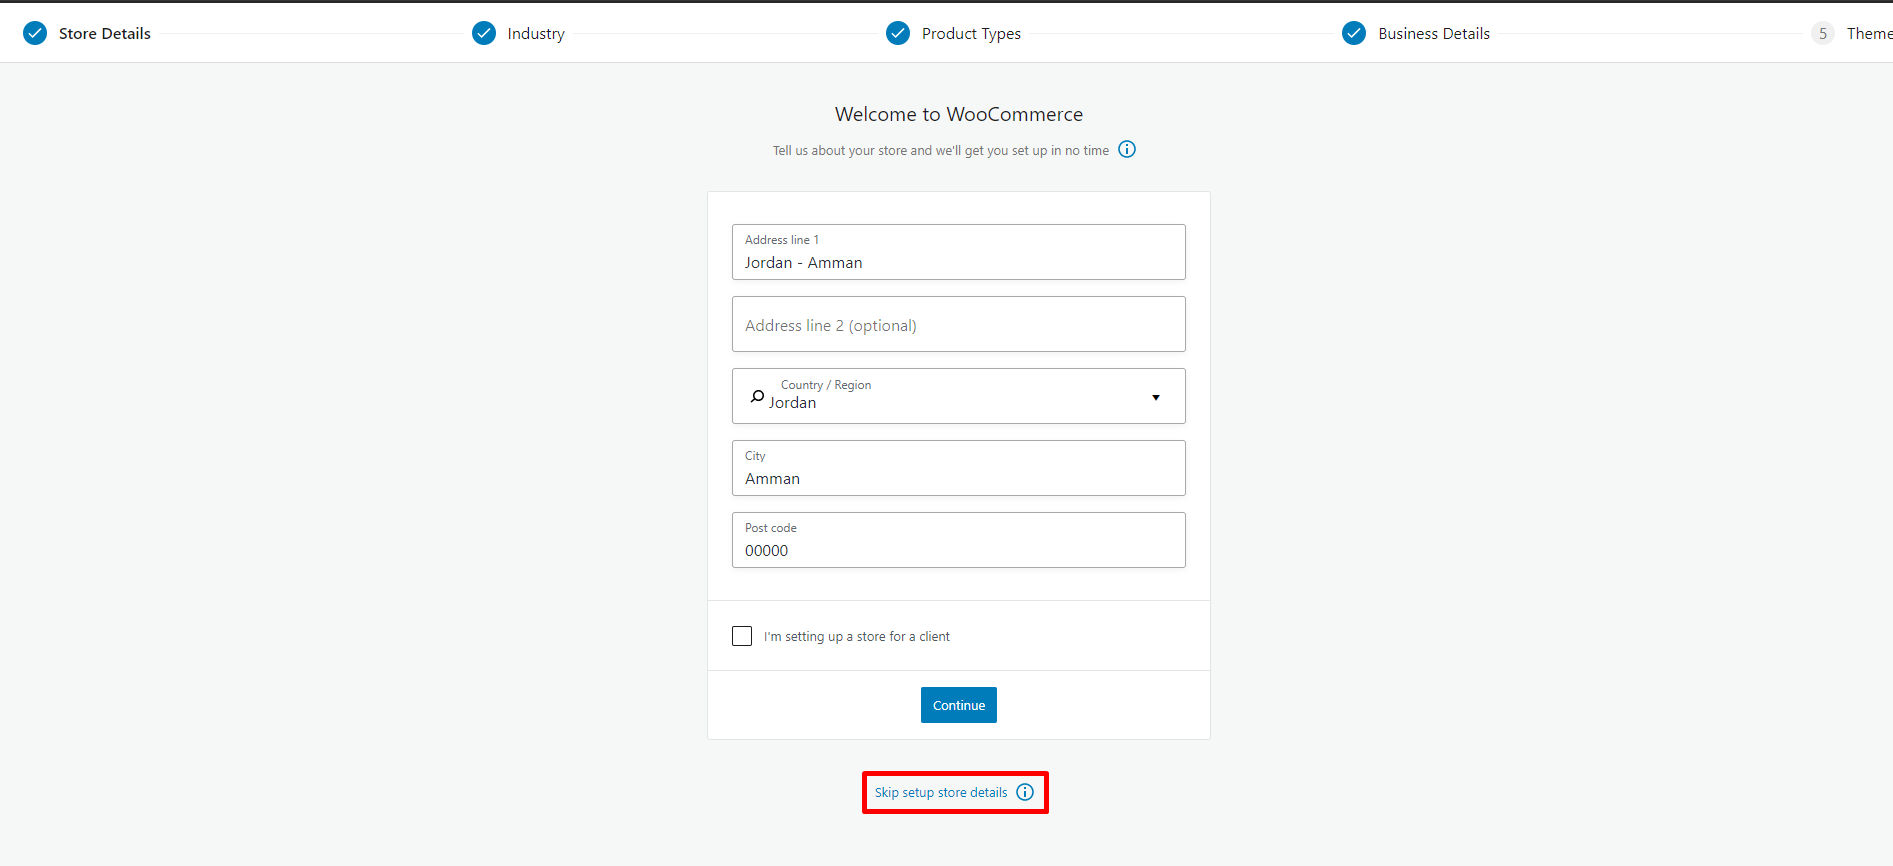 Store Details
Industry
Product Types
Business Details
5 Theme
Welcome to WooCommerce
Tell us about your store and we'll get you set up in no time
Address line 1
Jordan - Amman
Address line 2 (optional)
Country / Region
Jordan
City
Amman
Post code
00000
I'm setting up a store for a client
Continue
Skip setup store details